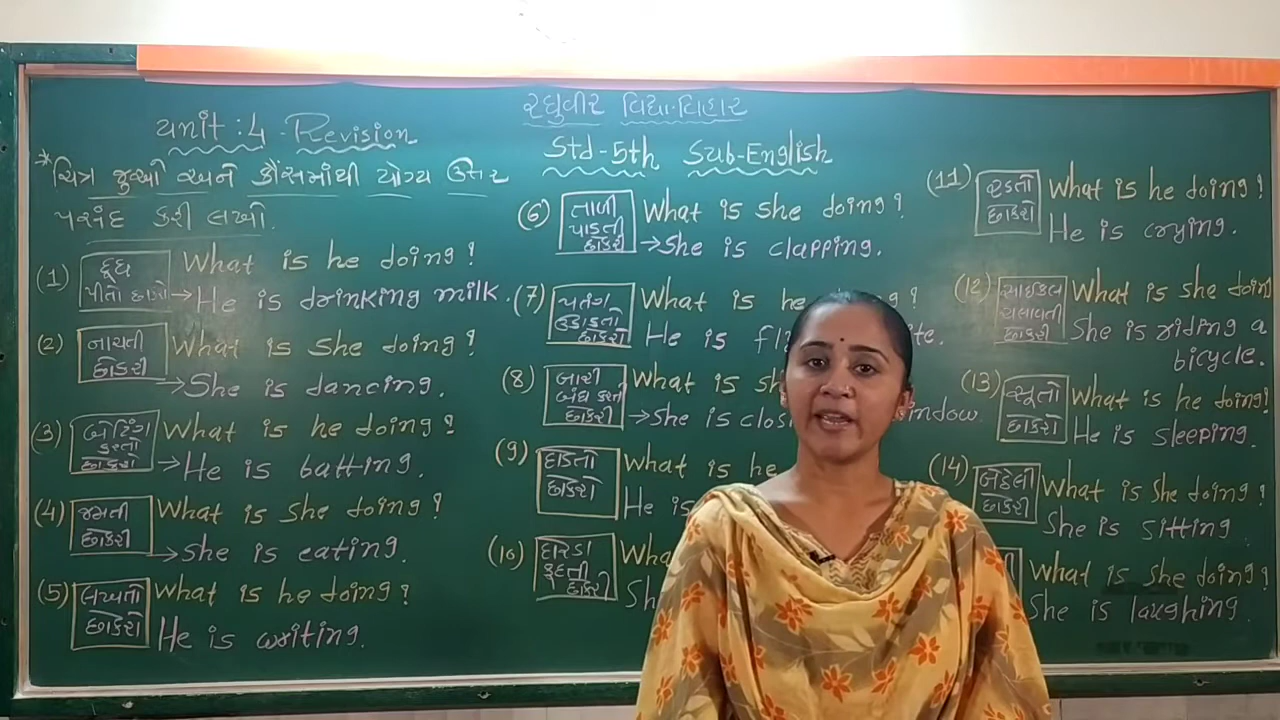 રઘુવીર વિદ્યા-વિહાર
unit : 4 - Revision
Std-5th Sub-English
*ચિત્ર જુઓ અને કૌંસમાંથી યોગ્ય ઉત્તર
પસંદ કરી લખો.
(1) દૂધ પીતો છોકરો What is he doing?
→He is drinking milk.
(2) નાચતી છોકરી What is she doing?
→She is dancing.
(3) બેટિંગ કરતો છોકરો What is he doing?
→He is batting.
(4) જમતી છોકરી What is she doing?
→she is eating.
(5) લખતો છોકરો What is he doing?
He is writing.
(6) તાળી પાડતી છોકરી What is she doing?
→She is clapping.
(7) પતંગ ઉડાડતો છોકરો What is he
He is
(8) બારી બંધ કરતી છોકરી What is
→She is
(9) દોડતો છોકરો What is he
He is
(10) દોરડા કૂદતી છોકરી
(11) રડતો છોકરો What is he doing?
He is crying.
(12) સાઇકલ ચલાવતી છોકરી What is she
She is riding a
bicycle.
(13) સૂતો છોકરો What is he doing?
He is sleeping.
(14) બેઠેલી છોકરી What is she doing?
She is sitting.
What is she doing?
She is laughing.